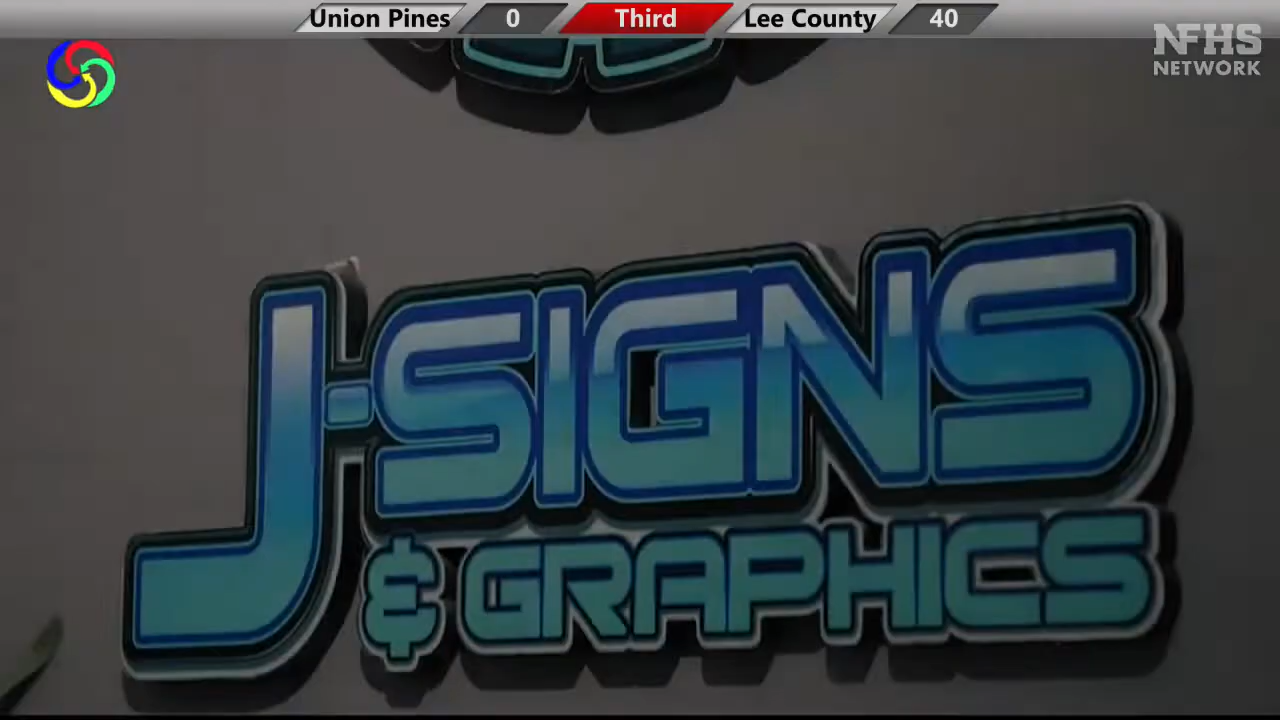 Union Pines 0 Third Lee County 40
NFHS
NETWORK
J-SIGNS
& GRAPHICS